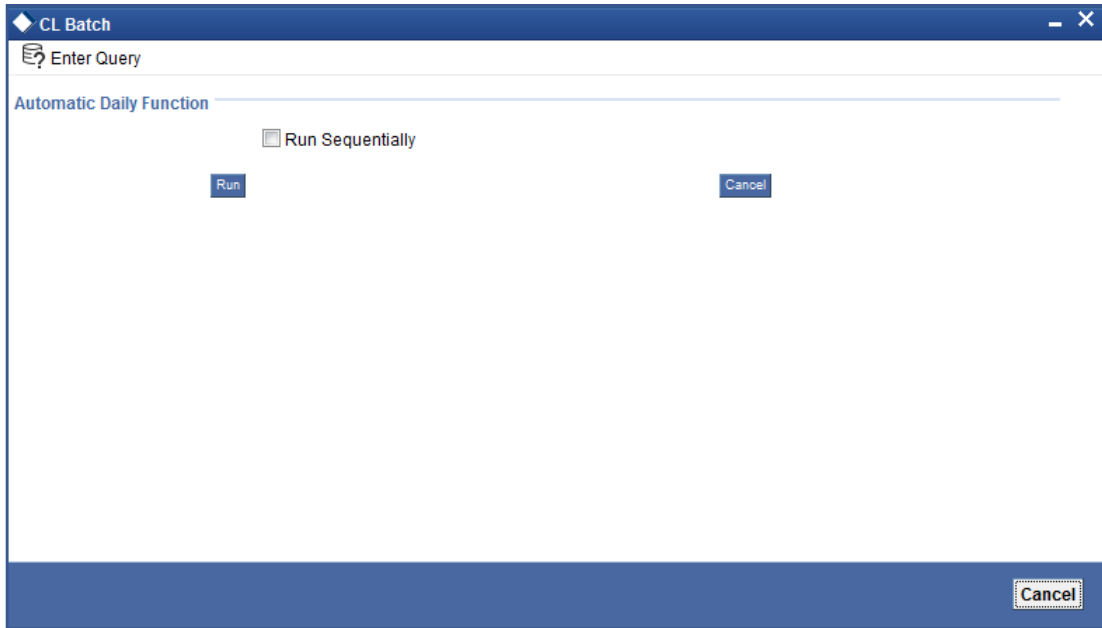 CL Batch
Enter Query
Automatic Daily Function
Run Sequentially
Run Cancel
Cancel